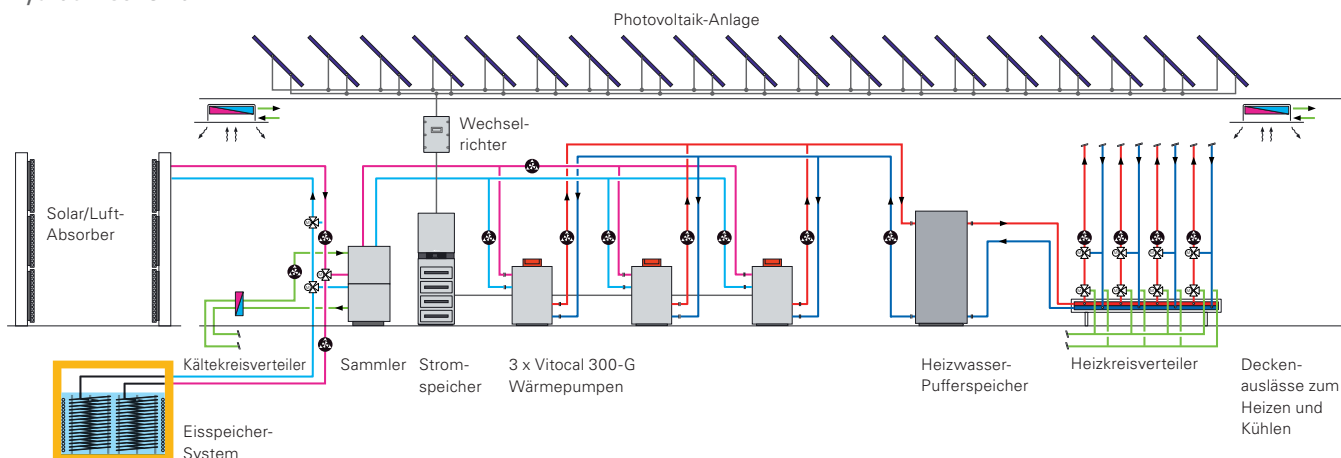 Photovoltaik-Anlage
Wechsel-
richter
Solar/Luft-
Absorber
Kältekreisverteiler
Sammler
Strom-
speicher
3 x Vitocal 300-G
Wärmepumpen
Heizwasser-
Pufferspeicher
Heizkreisverteiler
Decken-
auslässe zum
Heizen und
Kühlen
Eisspeicher-
System